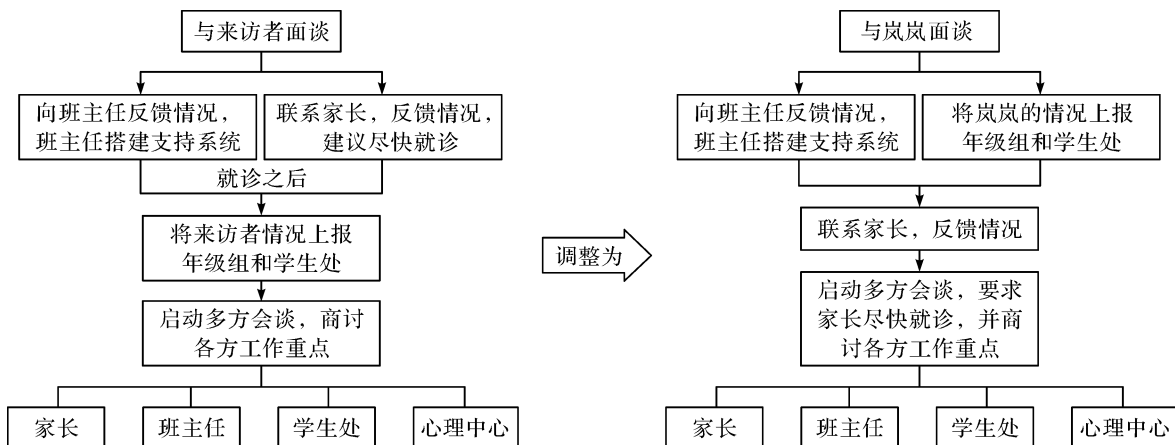 与来访者面谈
向班主任反馈情况，
班主任搭建支持系统
联系家长，反馈情况，
建议尽快就诊
就诊之后
将来访者情况上报
年级组和学生处
启动多方会谈，商讨
各方工作重点
家长
班主任
学生处
心理中心
调整为
与岚岚面谈
向班主任反馈情况，
班主任搭建支持系统
将岚岚的情况上报
年级组和学生处
联系家长，反馈情况
启动多方会谈，要求
家长尽快就诊，并商
讨各方工作重点
家长
班主任
学生处
心理中心